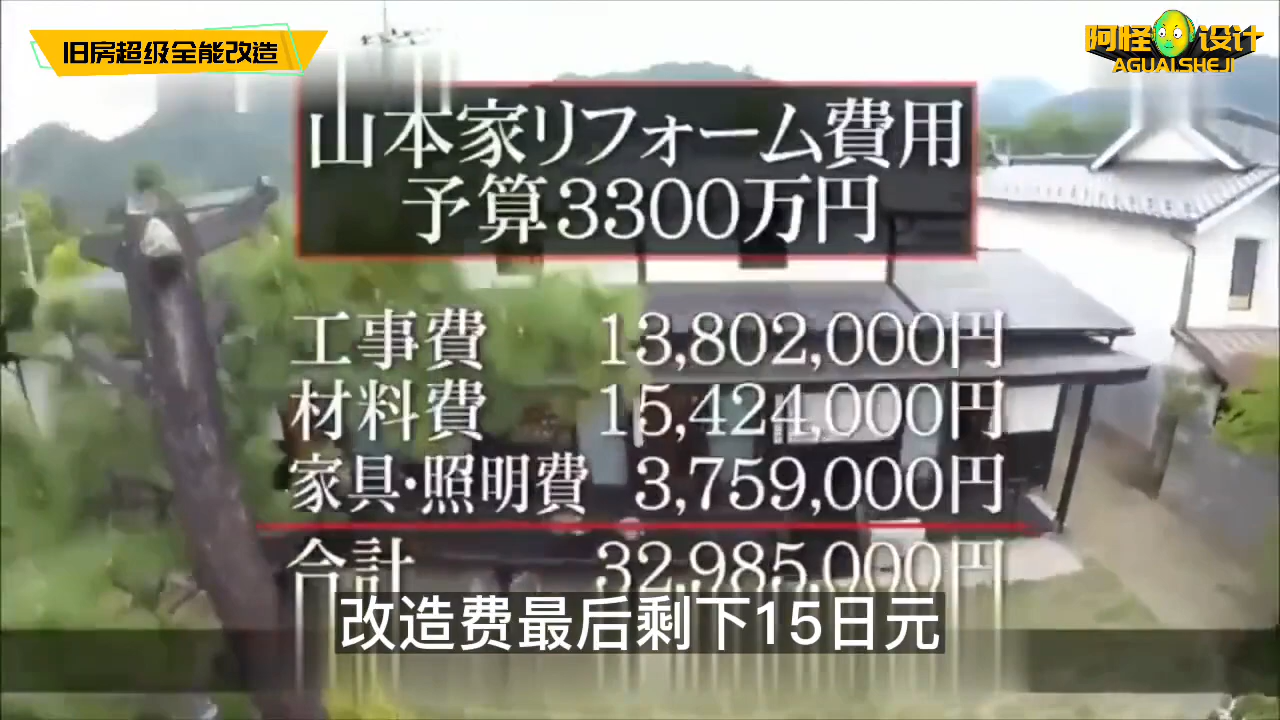 旧房超级全能改造
阿怪设计
AGUAI.SHEJI
山本家リフォーム費用
予算3300万円
工事費 13,802,000円
材料費 15,424,000円
家具・照明費 3,759,000円
合計 32,985,000円
改造费最后剩下15日元